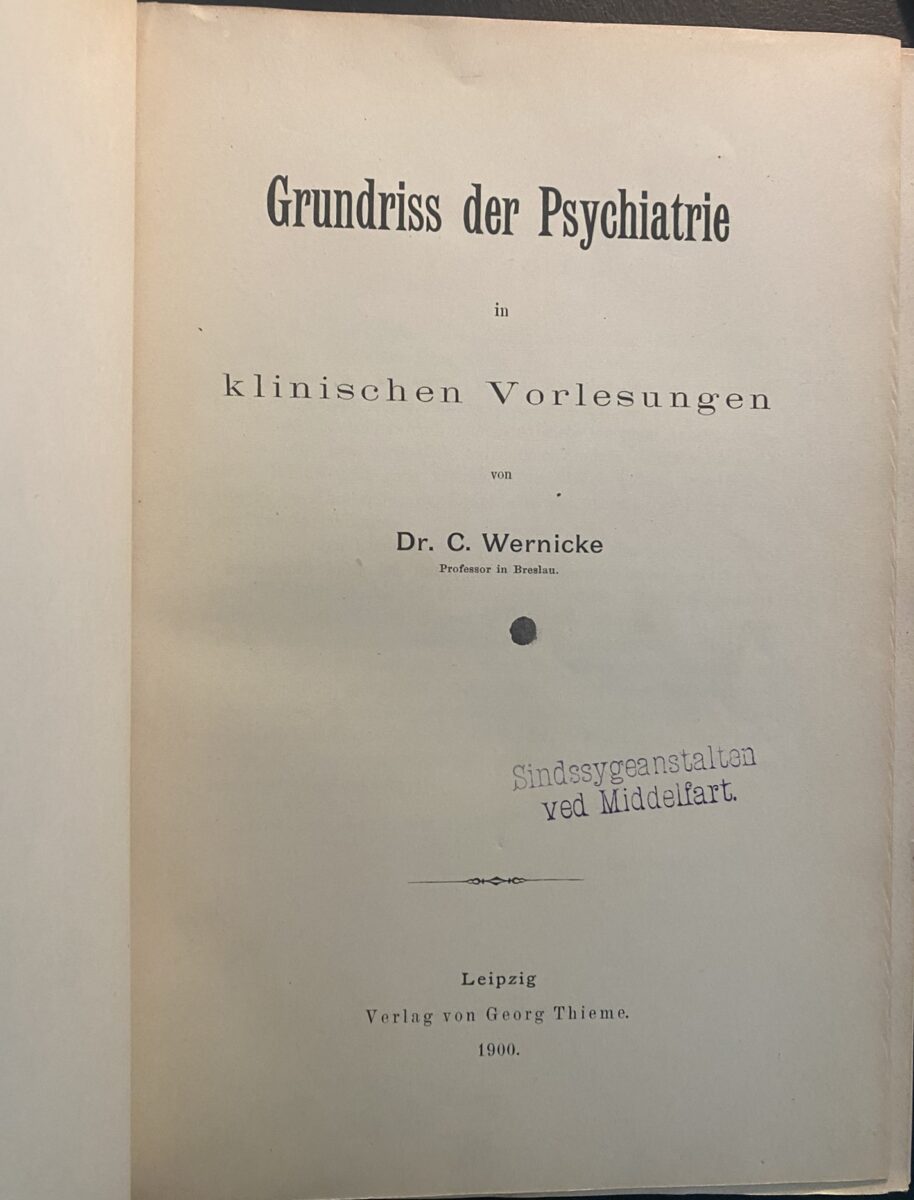 Grundriss der Psychiatrie
in
klinischen Vorlesungen
von
Dr. C. Wernicke
Professor in Breslau.
Sindssygeanstalten
ved Middelfart.
Leipzig
Verlag von Georg Thieme.
1900.